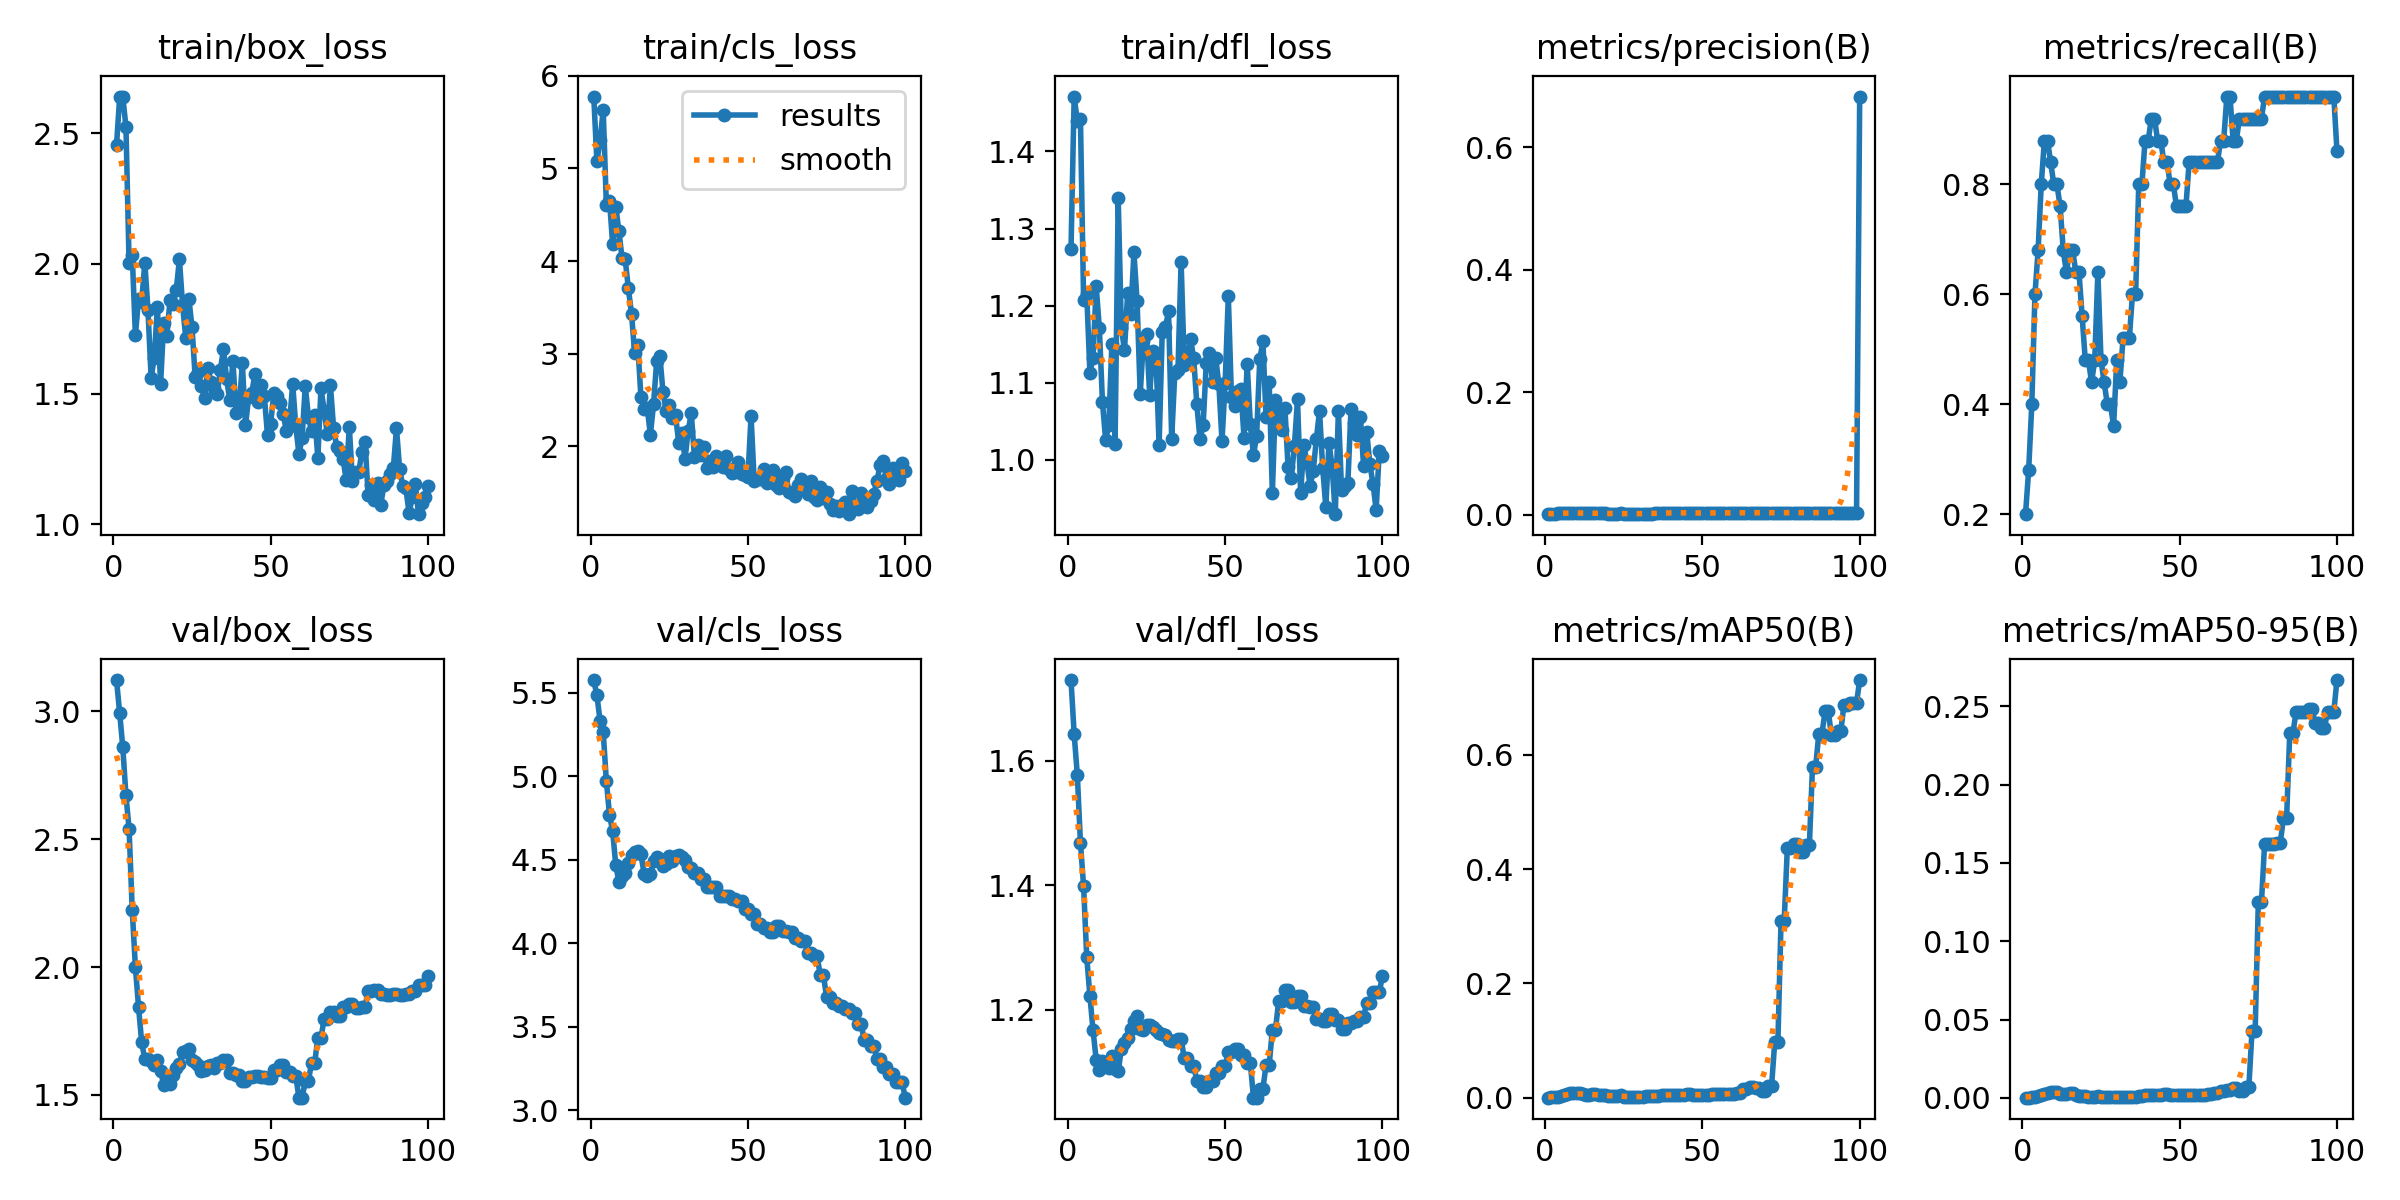 train/box_loss
train/cls_loss
train/dfl_loss
metrics/precision(B)
metrics/recall(B)
2.5
2.0
1.5
1.0
0 50 100
6
5
4
3
2
0 50 100
results
smooth
1.4
1.3
1.2
1.1
1.0
0 50 100
0.6
0.4
0.2
0.0
0 50 100
0.8
0.6
0.4
0.2
0 50 100
val/box_loss
val/cls_loss
val/dfl_loss
metrics/mAP50(B)
metrics/mAP50-95(B)
3.0
2.5
2.0
1.5
0 50 100
5.5
5.0
4.5
4.0
3.5
3.0
0 50 100
1.6
1.4
1.2
0 50 100
0.6
0.4
0.2
0.0
0 50 100
0.25
0.20
0.15
0.10
0.05
0.00
0 50 100